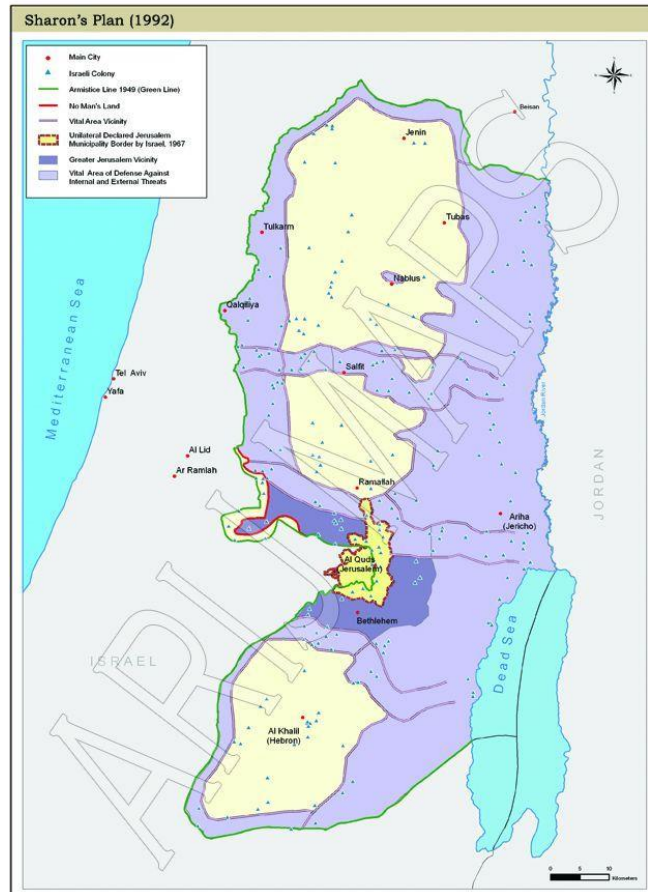 Sharon's Plan (1992)
Main City
Israeli Colony
Armistice Line 1949 (Green Line)
No Man's Land
Vital Area Vicinity
Unilateral Declared Jerusalem
Municipality Border by Israel, 1967
Greater Jerusalem Vicinity
Vital Area of Defense Against
Internal and External Threats
Beisan
Jenin
Tubas
Tulkarm
Nablus
Qalqiliya
Mediterranean Sea
Salfit
Tel Aviv
Yafa
Jordan River
Al Lid
Ar Ramlah
Ramallah
JORDAN
Ariha
(Jericho)
Al Quds
(Jerusalem)
Bethlehem
ISRAEL
Dead Sea
Al Khalil
(Hebron)
5 0 5 10
Kilometers